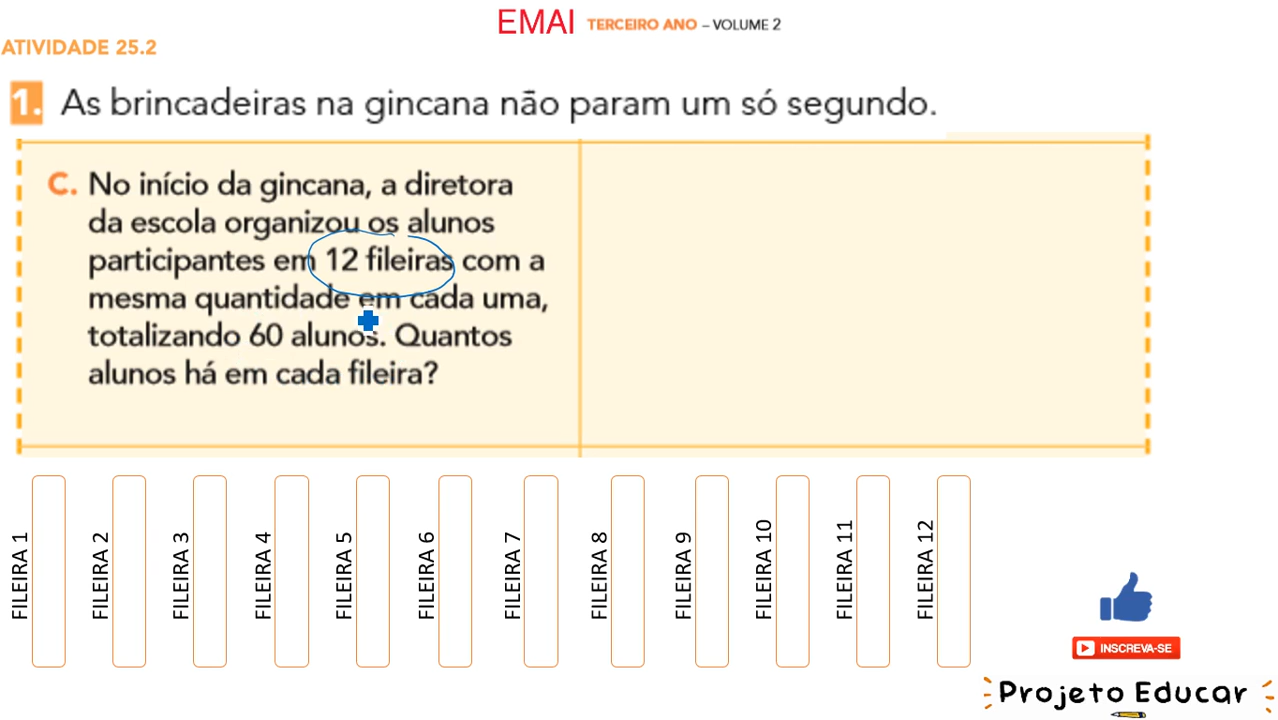 EMAI TERCEIRO ANO – VOLUME 2
ATIVIDADE 25.2
1. As brincadeiras na gincana não param um só segundo.
C. No início da gincana, a diretora
da escola organizou os alunos
participantes em 12 fileiras com a
mesma quantidade em cada uma,
totalizando 60 alunos. Quantos
alunos há em cada fileira?
FILEIRA 1
FILEIRA 2
FILEIRA 3
FILEIRA 4
FILEIRA 5
FILEIRA 6
FILEIRA 7
FILEIRA 8
FILEIRA 9
FILEIRA 10
FILEIRA 11
FILEIRA 12
INSCREVA-SE
Projeto Educar